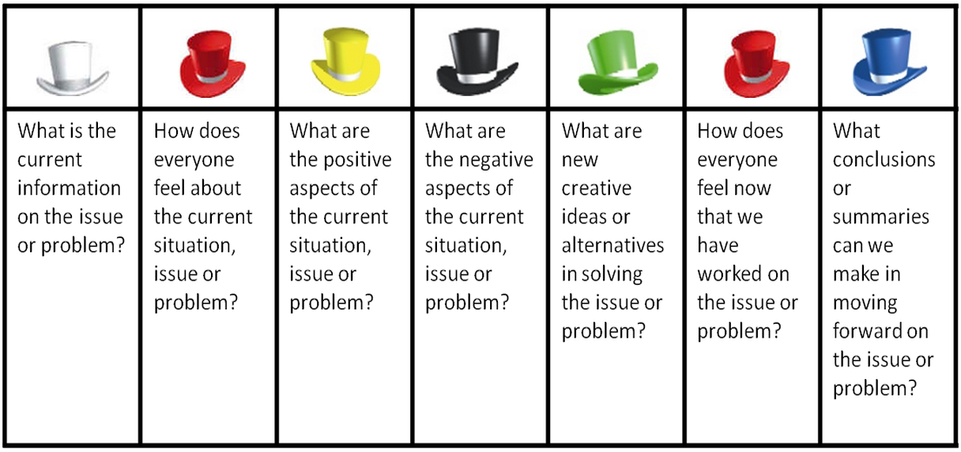 What is the
current
information
on the issue
or problem?
How does
everyone
feel about
the current
situation,
issue or
problem?
What are
the positive
aspects of
the current
situation,
issue or
problem?
What are
the negative
aspects of
the current
situation,
issue or
problem?
What are
new
creative
ideas or
alternatives
in solving
the issue or
problem?
How does
everyone
feel now
that we
have
worked on
the issue or
problem?
What
conclusions
or
summaries
can we
make in
moving
forward on
the issue or
problem?